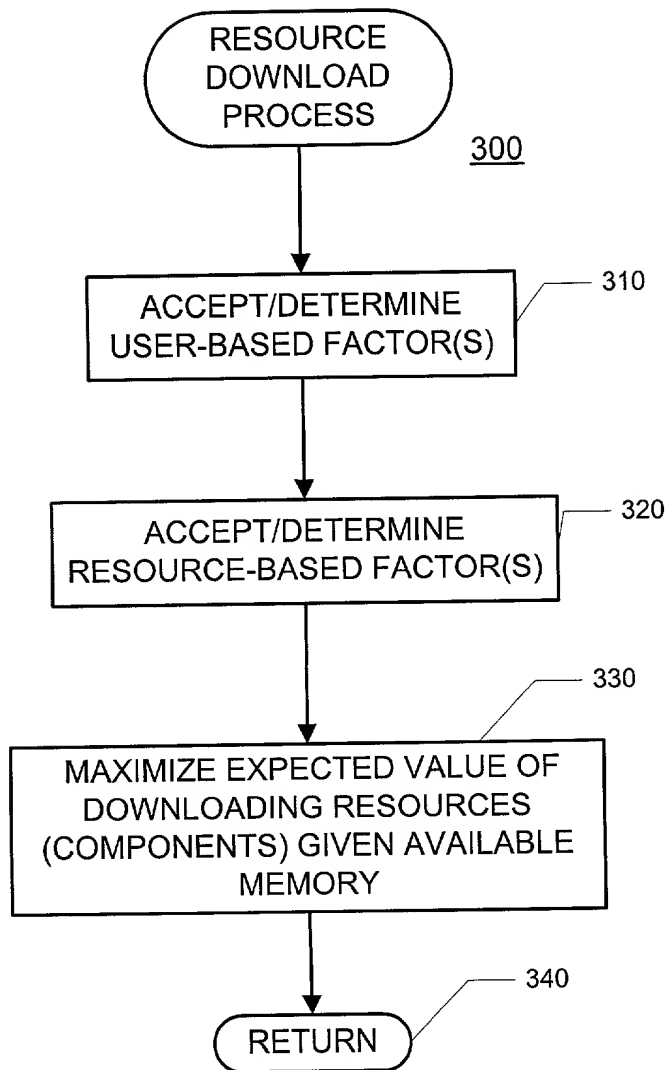 RESOURCE
DOWNLOAD
PROCESS
300
310
ACCEPT/DETERMINE
USER-BASED FACTOR(S)
320
ACCEPT/DETERMINE
RESOURCE-BASED FACTOR(S)
330
MAXIMIZE EXPECTED VALUE OF
DOWNLOADING RESOURCES
(COMPONENTS) GIVEN AVAILABLE
MEMORY
340
RETURN